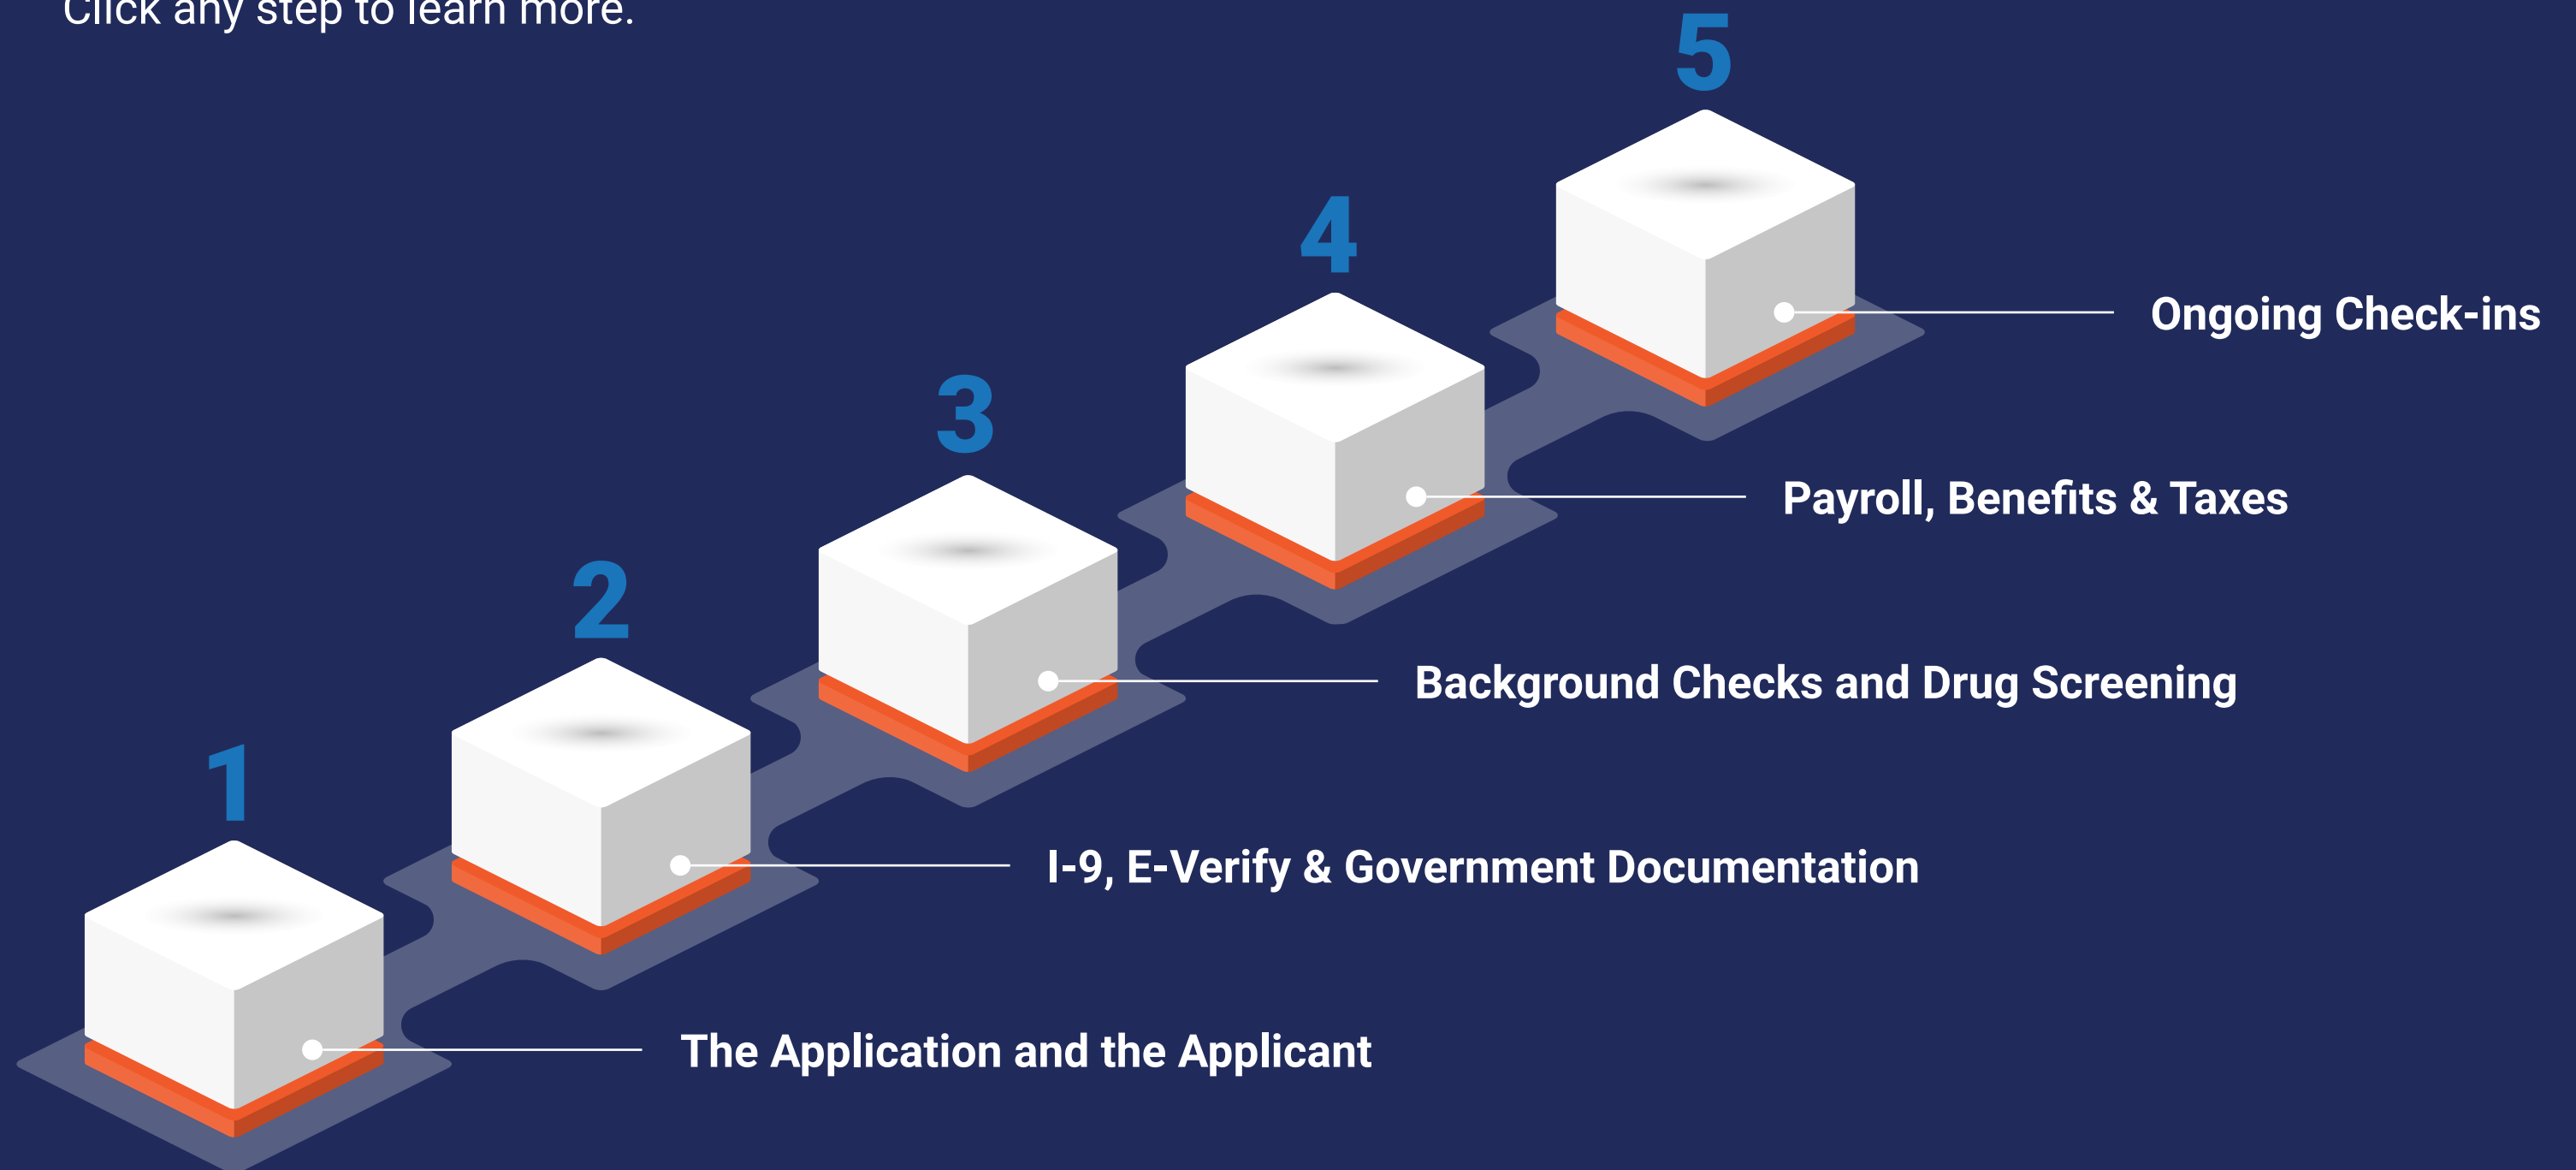 Click any step to learn more.
5
Ongoing Check-ins
4
Payroll, Benefits & Taxes
3
Background Checks and Drug Screening
2
I-9, E-Verify & Government Documentation
1
The Application and the Applicant